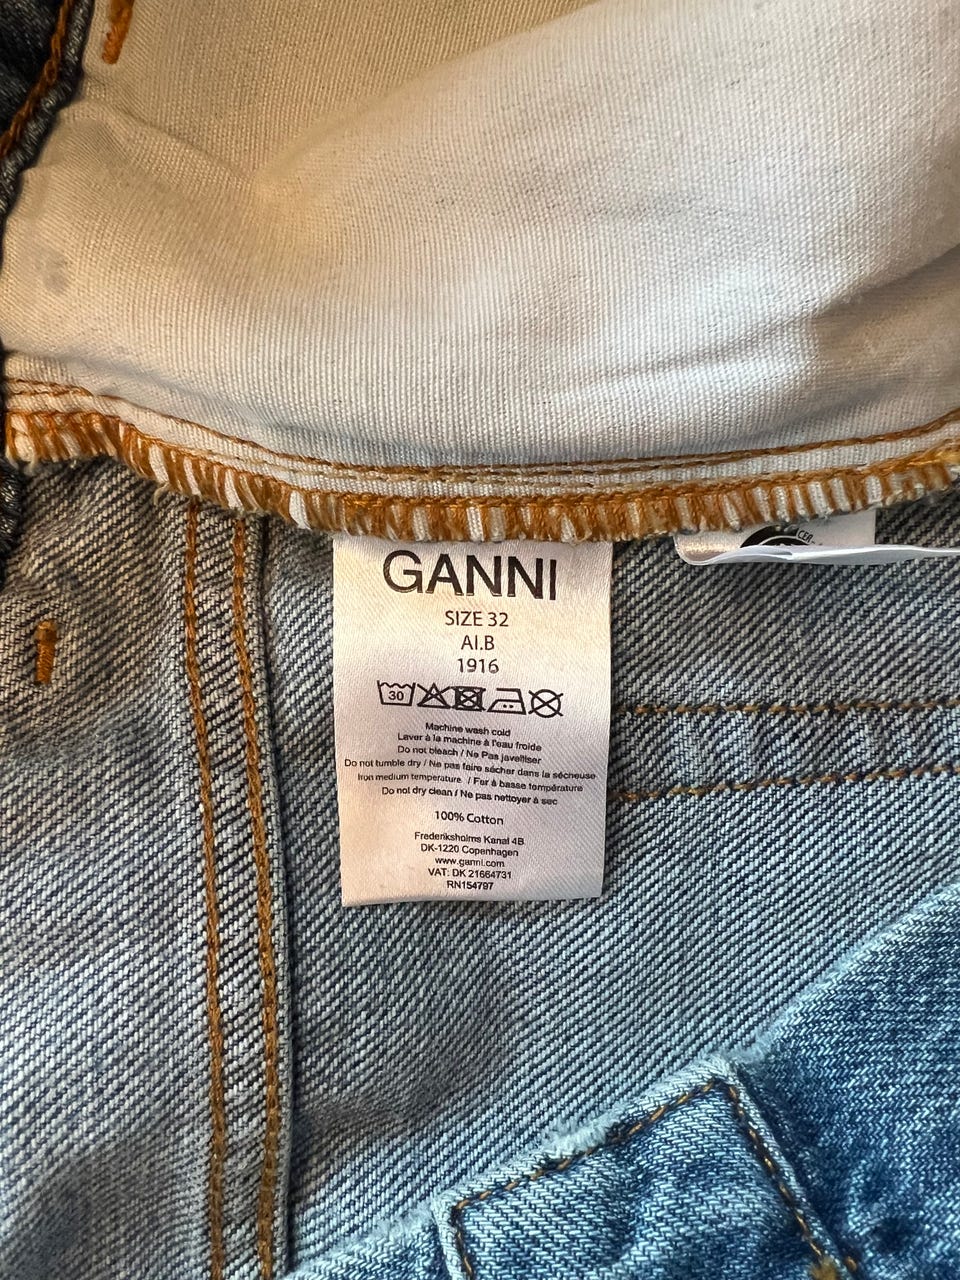 GANNI
SIZE 32
AI.B
1916
30
Machine wash cold
Laver à la machine à l'eau froide
Do not bleach / Ne Pas javelliser
Do not tumble dry / Ne pas faire sécher dans la sécheuse
Iron medium temperature / Fer à basse température
Do not dry clean / Ne pas nettoyer à sec
100% Cotton
Frederiksholms Kanal 4B
DK-1220 Copenhagen
www.ganni.com
VAT: DK 21664731
RN154797
CER